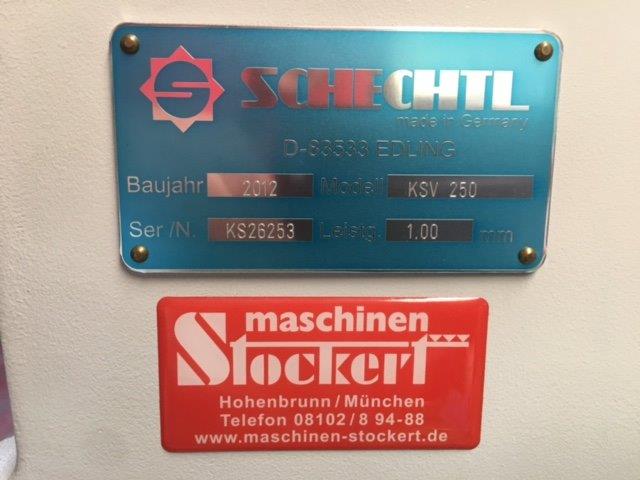 SCHECHTL
made in Germany
D-83533 EDLING
Baujahr 2012 Modell KSV 250
Ser /N. KS26253 Leistg. 1.00 mm
maschinen
Stockert
Hohenbrunn/München
Telefon 08102/8 94-88
www.maschinen-stockert.de